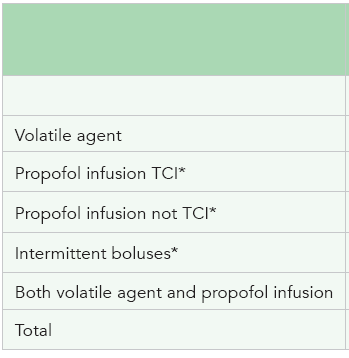 Volatile agent
Propofol infusion TCI*
Propofol infusion not TCI*
Intermittent boluses*
Both volatile agent and propofol infusion
Total